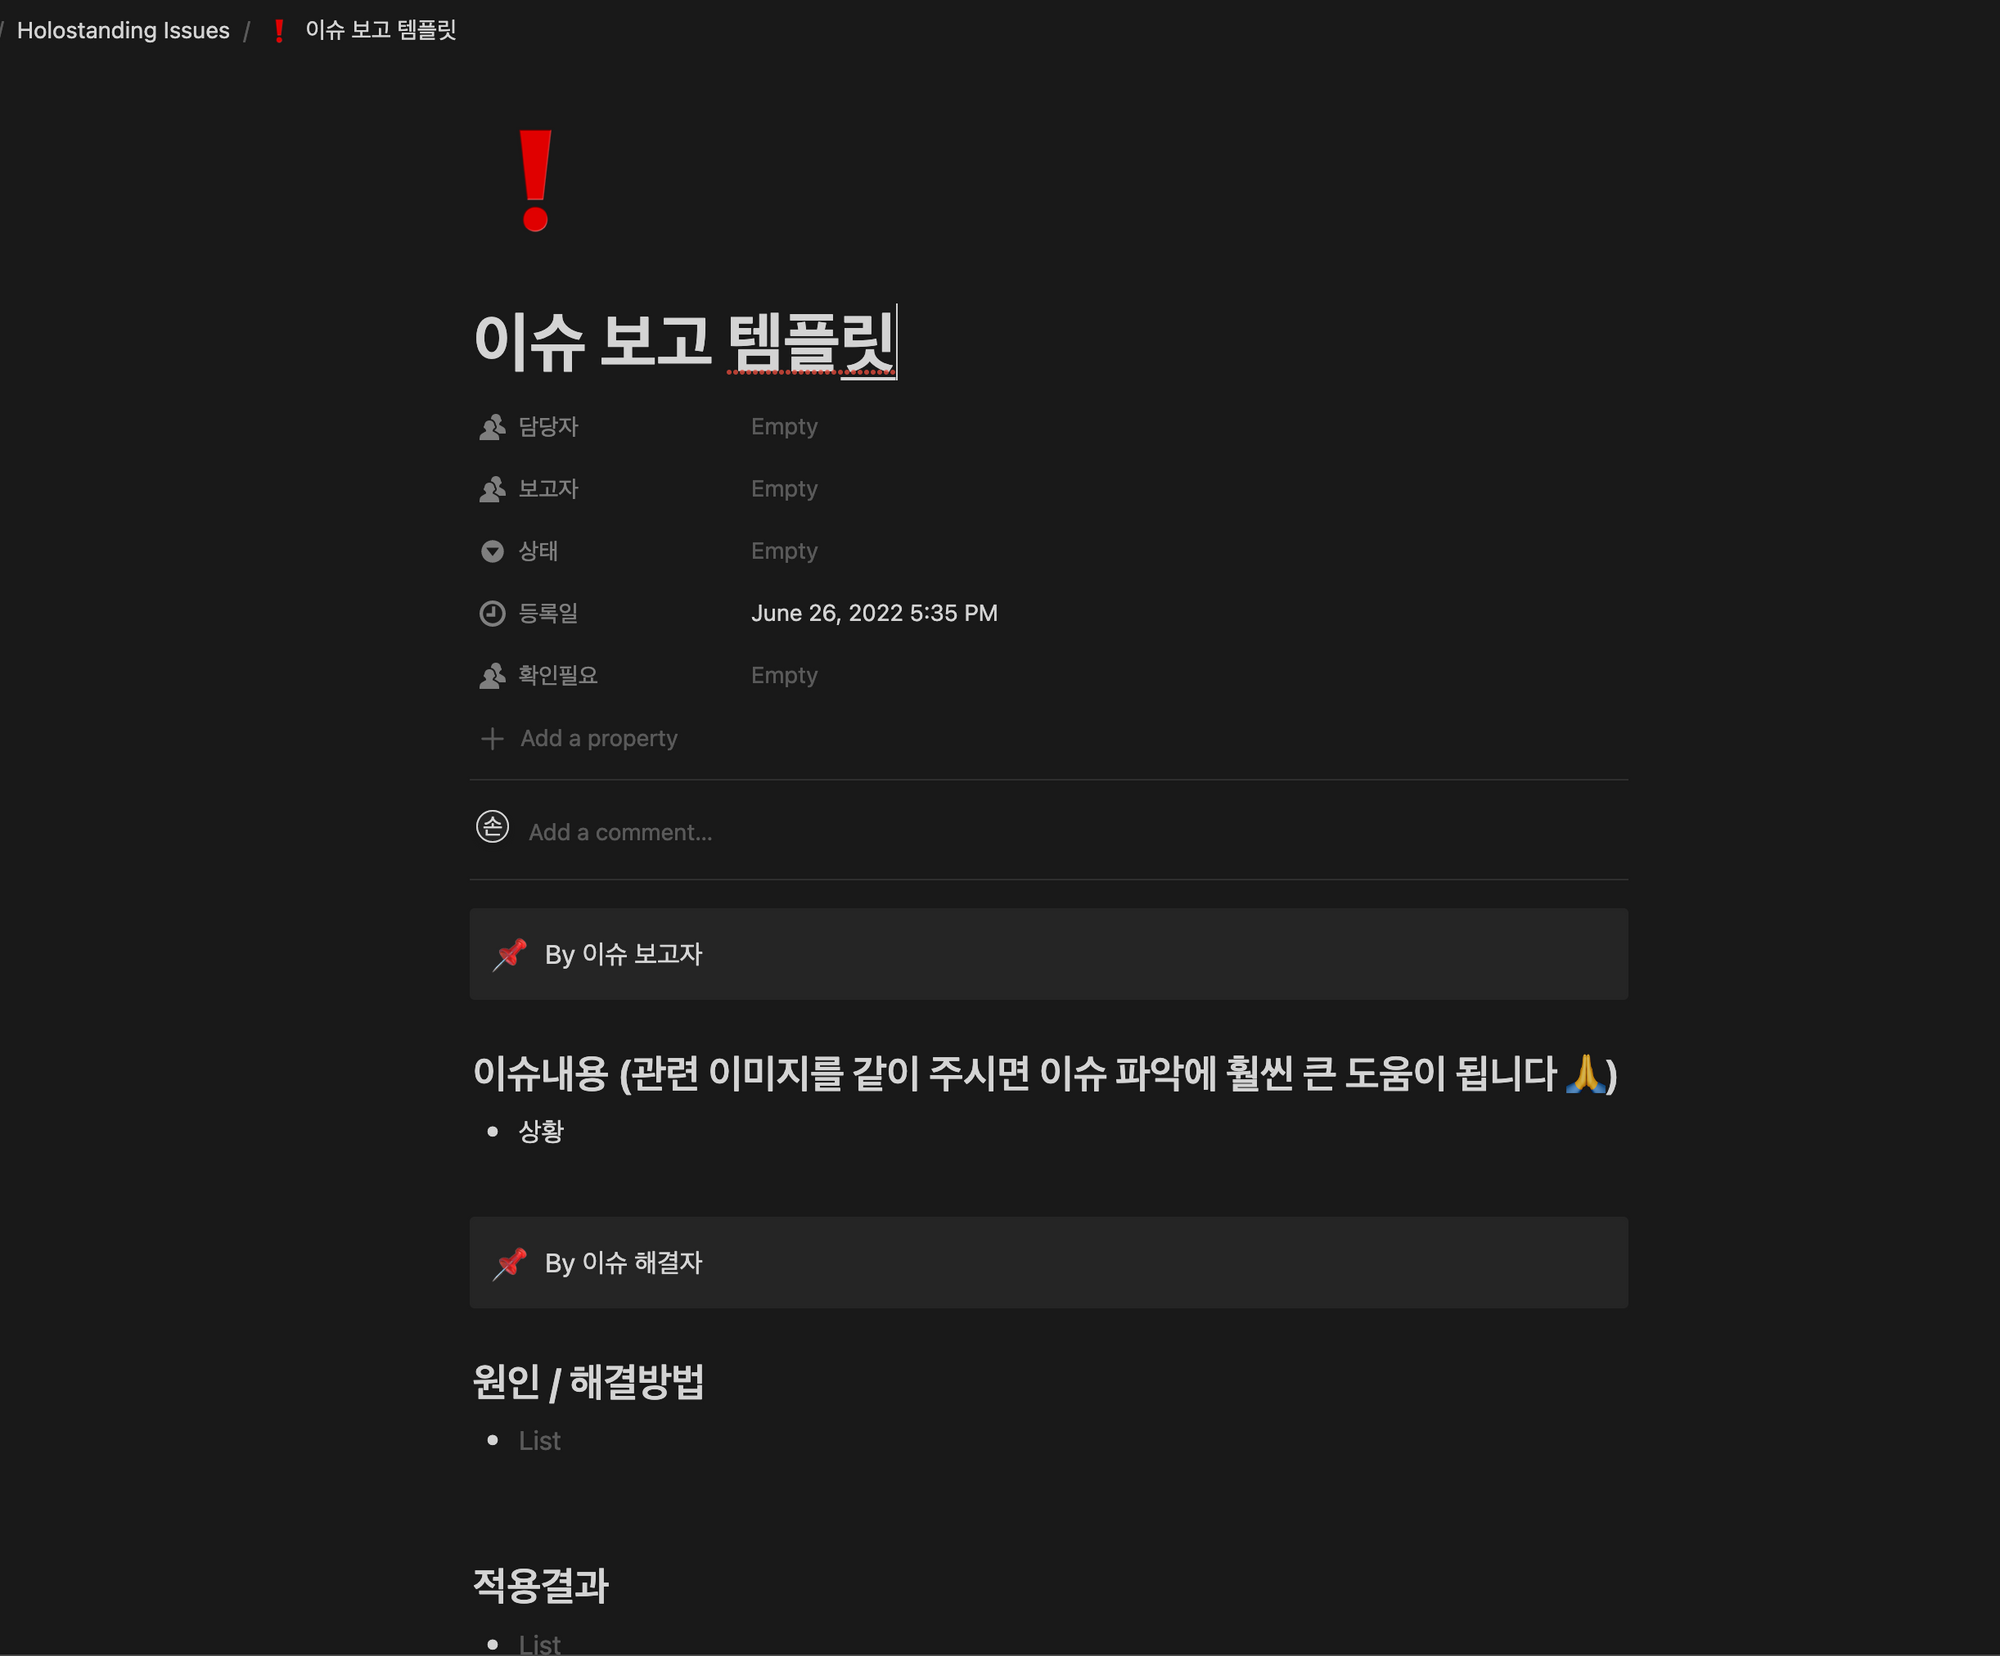 / Holostanding Issues / ❗ 이슈 보고 템플릿
이슈 보고 템플릿
담당자 Empty
보고자 Empty
상태 Empty
등록일 June 26, 2022 5:35 PM
확인필요 Empty
+ Add a property
손 Add a comment...
📌 By 이슈 보고자
이슈내용 (관련 이미지를 같이 주시면 이슈 파악에 훨씬 큰 도움이 됩니다 🙏)
• 상황
📌 By 이슈 해결자
원인 / 해결방법
• List
적용결과
• List